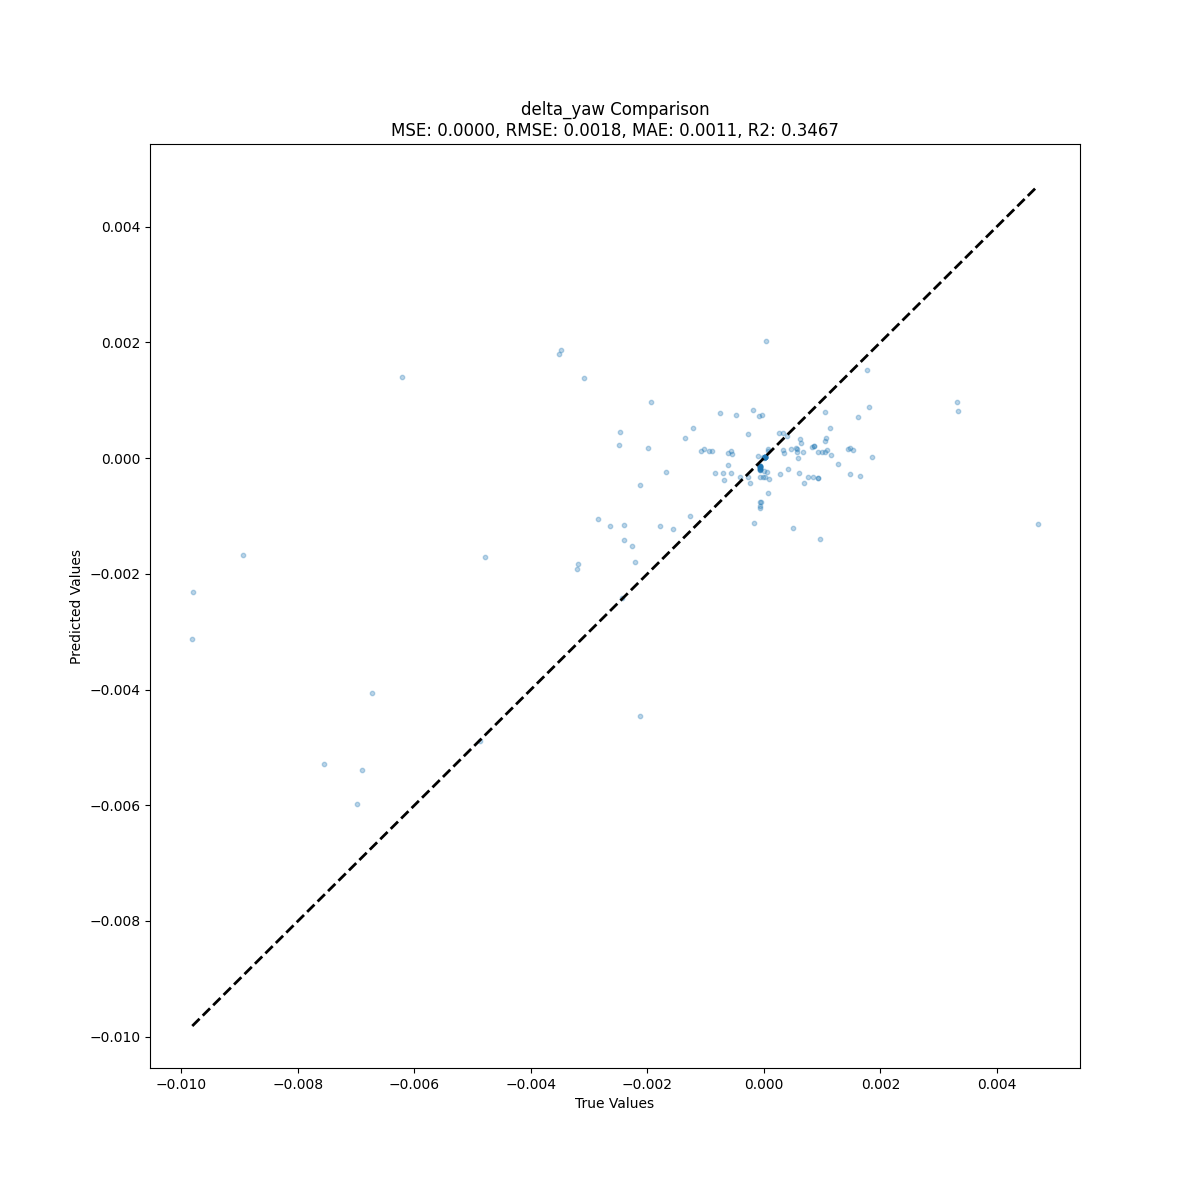 delta_yaw Comparison
MSE: 0.0000, RMSE: 0.0018, MAE: 0.0011, R2: 0.3467
0.004
0.002
0.000
−0.002
−0.004
−0.006
−0.008
−0.010
Predicted Values
−0.010 −0.008 −0.006 −0.004 −0.002 0.000 0.002 0.004
True Values